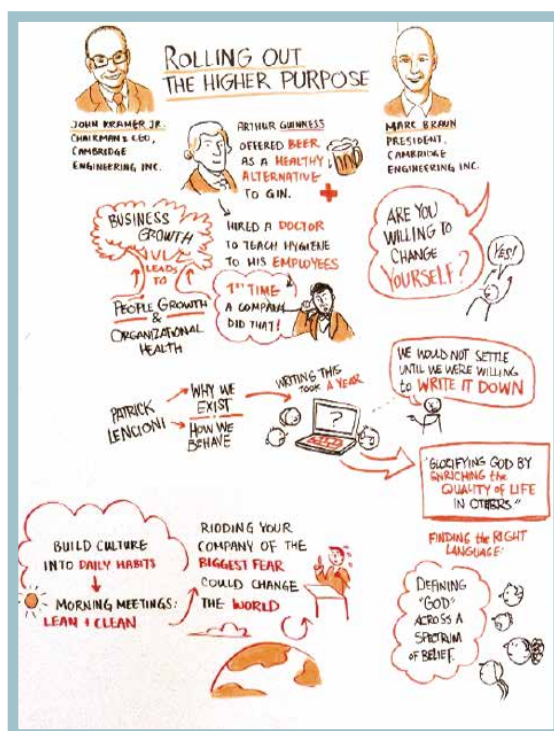 ROLLING OUT
THE HIGHER PURPOSE
JOHN KRAMER JR.
CHAIRMAN & CEO,
CAMBRIDGE
ENGINEERING INC.
ARTHUR GUINNESS
OFFERED BEER
AS A HEALTHY
ALTERNATIVE
TO GIN.
MARC BRAUN
PRESIDENT,
CAMBRIDGE
ENGINEERING INC.
BUSINESS
GROWTH
LEADS
TO
PEOPLE GROWTH
&
ORGANIZATIONAL
HEALTH
HIRED A DOCTOR
TO TEACH HYGIENE
TO HIS EMPLOYEES
1ST TIME
A COMPANY
DID THAT!
ARE YOU
WILLING TO
CHANGE
YOURSELF?
YES!
PATRICK
LENCIONI
WHY WE
EXIST
HOW WE
BEHAVE
WRITING THIS
TOOK A YEAR
?
WE WOULD NOT SETTLE
UNTIL WE WERE WILLING
to WRITE IT DOWN
"GLORIFYING GOD BY
ENRICHING the
QUALITY OF LIFE
IN OTHERS."
BUILD CULTURE
INTO DAILY HABITS
MORNING MEETINGS:
LEAN & CLEAN
RIDDING YOUR
COMPANY OF THE
BIGGEST FEAR
COULD CHANGE
THE WORLD
FINDING the RIGHT
LANGUAGE:
DEFINING
"GOD"
ACROSS A
SPECTRUM
OF BELIEF.